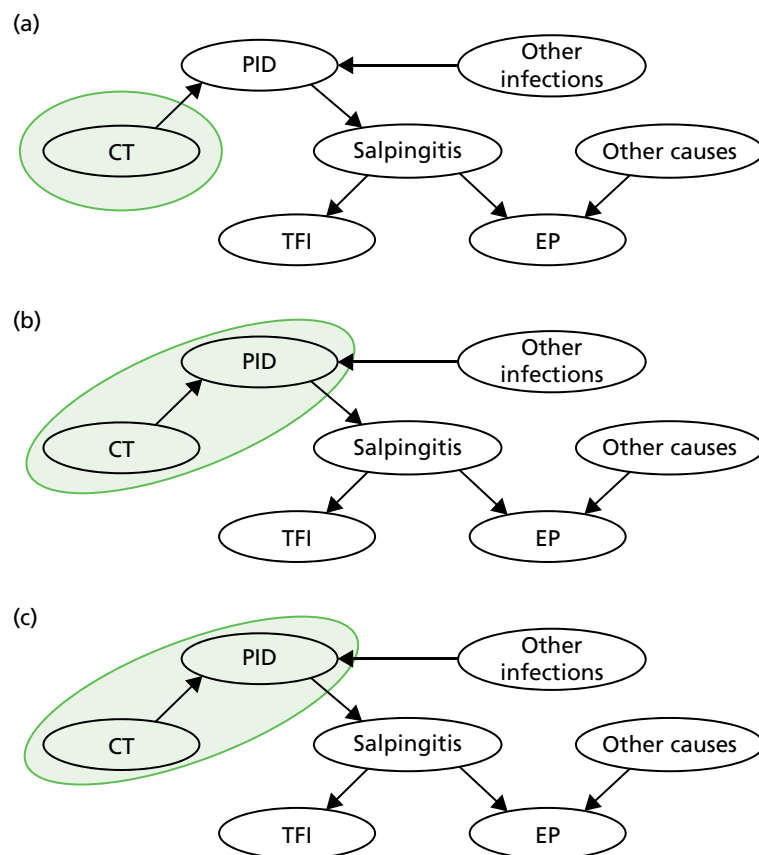 (a)
PID
Other
infections
CT
Salpingitis
Other causes
TFI
EP
(b)
PID
Other
infections
CT
Salpingitis
Other causes
TFI
EP
(c)
PID
Other
infections
CT
Salpingitis
Other causes
TFI
EP